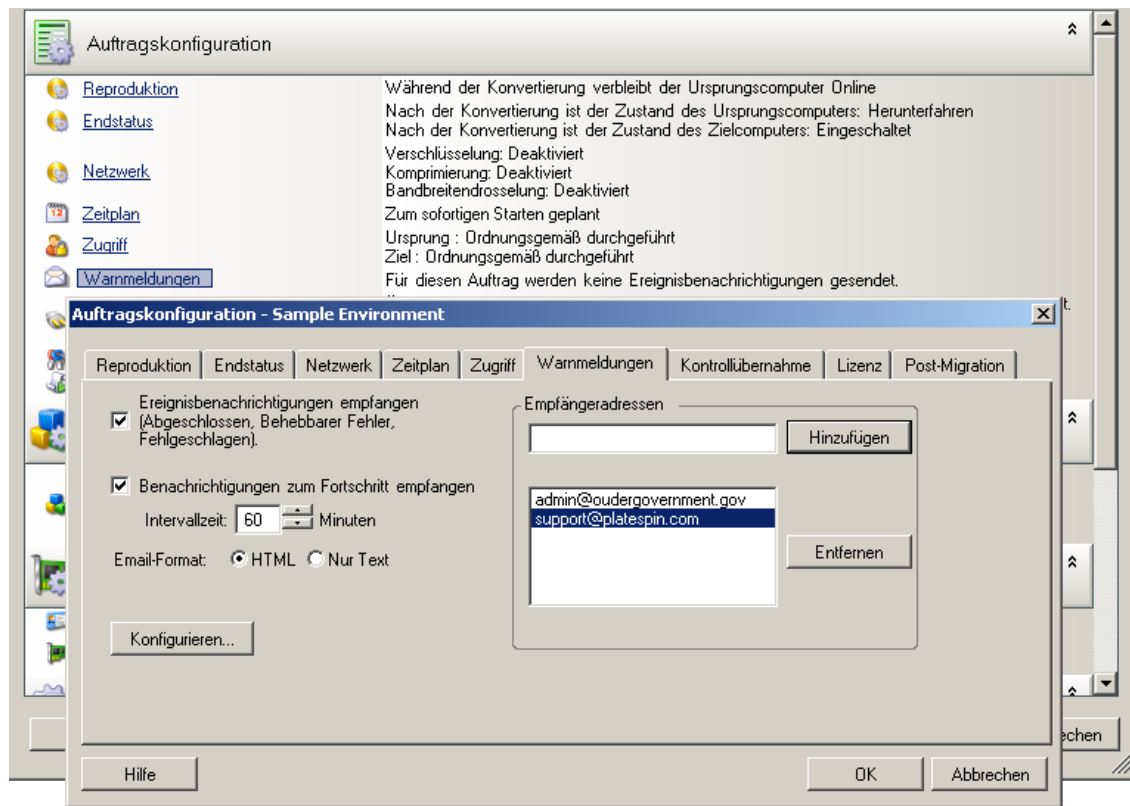 Auftragskonfiguration
Reproduktion
Während der Konvertierung verbleibt der Ursprungscomputer Online
Endstatus
Nach der Konvertierung ist der Zustand des Ursprungscomputers: Herunterfahren
Nach der Konvertierung ist der Zustand des Zielcomputers: Eingeschaltet
Netzwerk
Verschlüsselung: Deaktiviert
Komprimierung: Deaktiviert
Bandbreitendrosselung: Deaktiviert
12
Zeitplan
Zum sofortigen Starten geplant
Zugriff
Ursprung : Ordnungsgemäß durchgeführt
Ziel : Ordnungsgemäß durchgeführt
Warnmeldungen
Für diesen Auftrag werden keine Ereignisbenachrichtigungen gesendet.
t.
Auftragskonfiguration - Sample Environment
Reproduktion
Endstatus
Netzwerk
Zeitplan
Zugriff
Warnmeldungen
Kontrollübernahme
Lizenz
Post-Migration
Ereignisbenachrichtigungen empfangen
(Abgeschlossen, Behebbarer Fehler,
Fehlgeschlagen).
Benachrichtigungen zum Fortschritt empfangen
Intervallzeit: 60 Minuten
Email-Format: HTML Nur Text
Konfigurieren...
Empfängeradressen
Hinzufügen
admin@oudergovernment.gov
support@platespin.com
Entfernen
echen
Hilfe
OK
Abbrechen